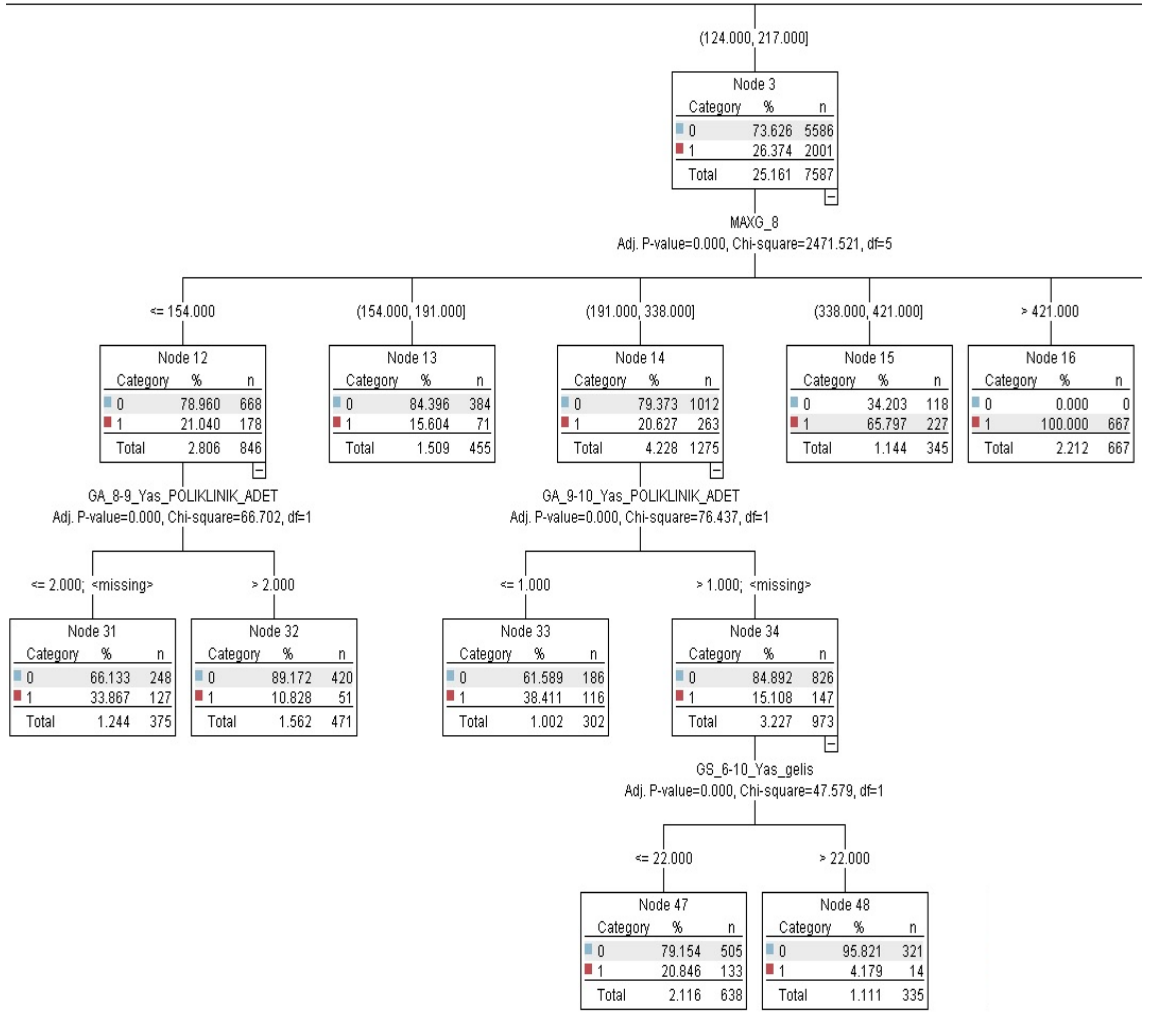 (124.000, 217.000]
Node 3
Category % n
0 73.626 5586
1 26.374 2001
Total 25.161 7587
MAXG_8
Adj. P-value=0.000, Chi-square=2471.521, df=5
<= 154.000 (154.000, 191.000] (191.000, 338.000] (338.000, 421.000] > 421.000
Node 12
Category % n
0 78.960 668
1 21.040 178
Total 2.806 846
Node 13
Category % n
0 84.396 384
1 15.604 71
Total 1.509 455
Node 14
Category % n
0 79.373 1012
1 20.627 263
Total 4.228 1275
Node 15
Category % n
0 34.203 118
1 65.797 227
Total 1.144 345
Node 16
Category % n
0 0.000 0
1 100.000 667
Total 2.212 667
GA_8-9_Yas_POLIKLINIK_ADET
Adj. P-value=0.000, Chi-square=66.702, df=1
GA_9-10_Yas_POLIKLINIK_ADET
Adj. P-value=0.000, Chi-square=76.437, df=1
<= 2.000; <missing> > 2.000 <= 1.000 > 1.000; <missing>
Node 31
Category % n
0 66.133 248
1 33.867 127
Total 1.244 375
Node 32
Category % n
0 89.172 420
1 10.828 51
Total 1.562 471
Node 33
Category % n
0 61.589 186
1 38.411 116
Total 1.002 302
Node 34
Category % n
0 84.892 826
1 15.108 147
Total 3.227 973
GS_6-10_Yas_gelis
Adj. P-value=0.000, Chi-square=47.579, df=1
<= 22.000 > 22.000
Node 47
Category % n
0 79.154 505
1 20.846 133
Total 2.116 638
Node 48
Category % n
0 95.821 321
1 4.179 14
Total 1.111 335